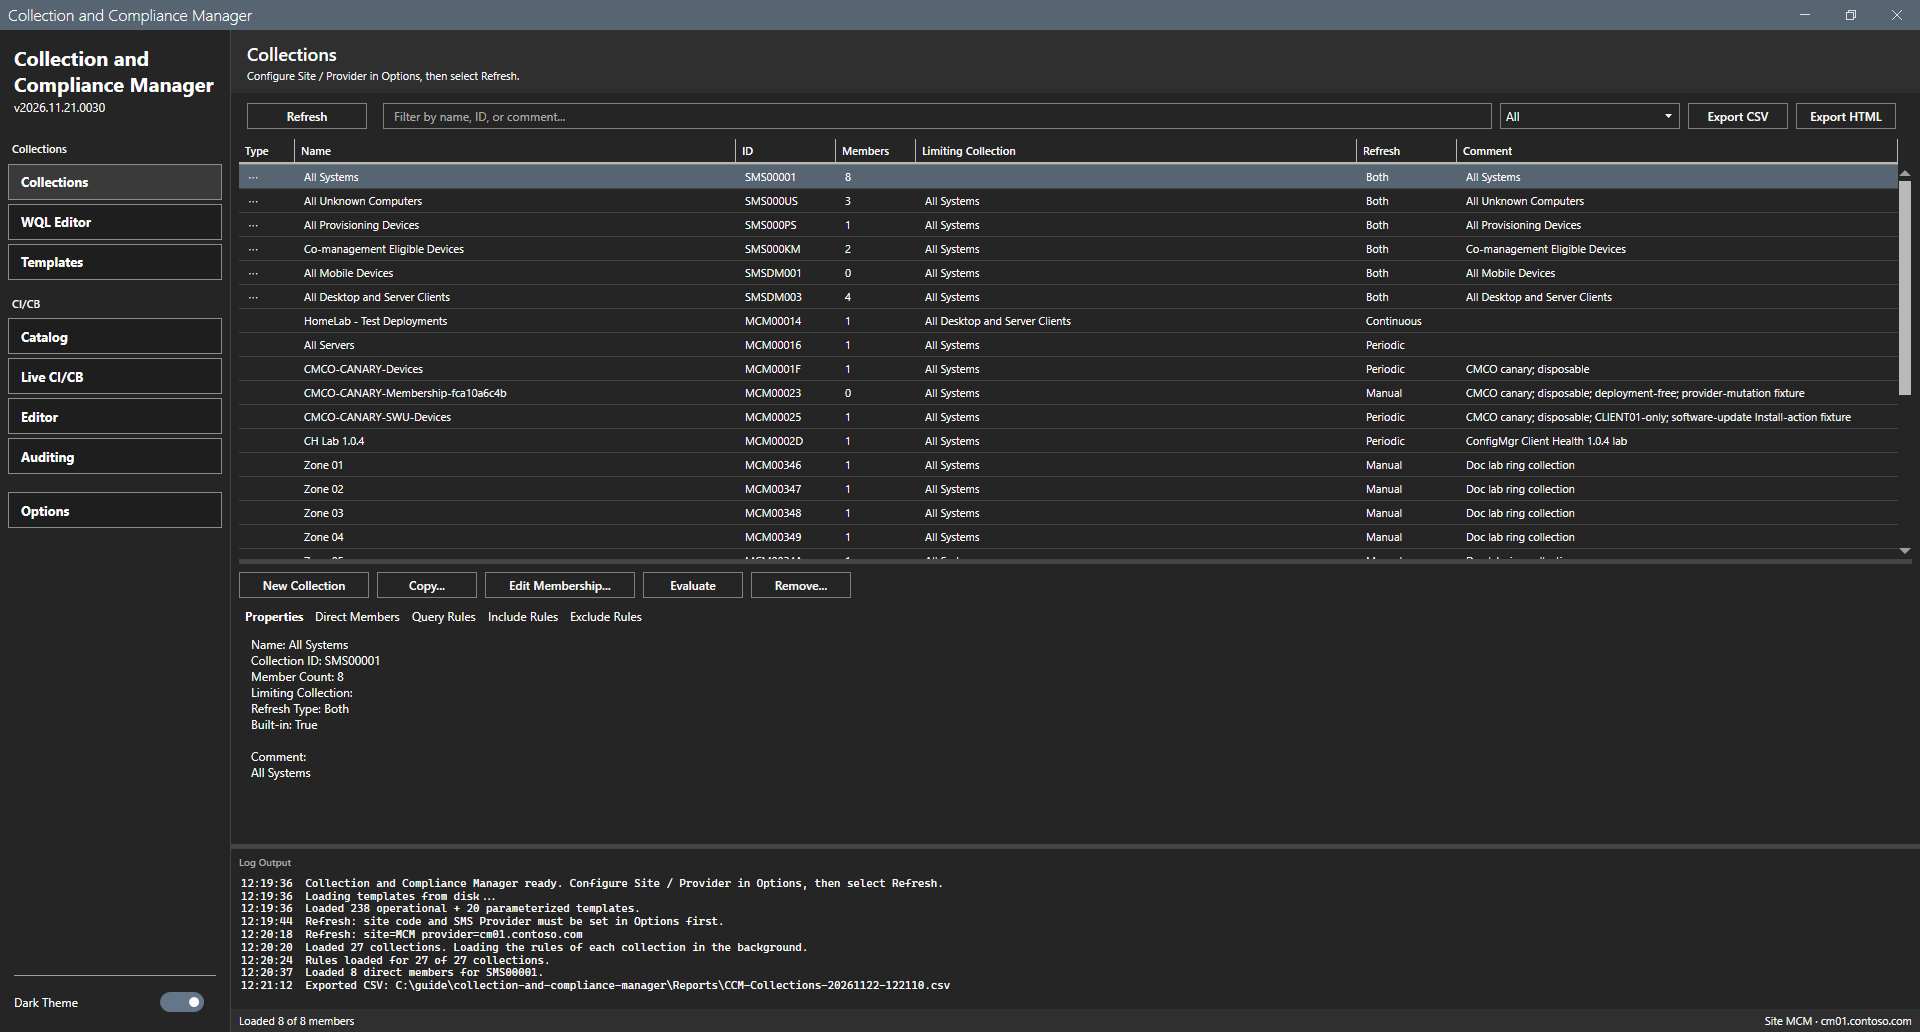 Collection and Compliance Manager
Collection and
Compliance Manager
v2026.11.21.0030
Collections
Collections
WQL Editor
Templates
CI/CB
Catalog
Live CI/CB
Editor
Auditing
Options
Dark Theme
Collections
Configure Site / Provider in Options, then select Refresh.
Refresh Filter by name, ID, or comment... All Export CSV Export HTML
Type Name ID Members Limiting Collection Refresh Comment
... All Systems SMS00001 8 Both All Systems
... All Unknown Computers SMS000US 3 All Systems Both All Unknown Computers
... All Provisioning Devices SMS000PS 1 All Systems Both All Provisioning Devices
... Co-management Eligible Devices SMS000KM 2 All Systems Both Co-management Eligible Devices
... All Mobile Devices SMSDM001 0 All Systems Both All Mobile Devices
... All Desktop and Server Clients SMSDM003 4 All Systems Both All Desktop and Server Clients
HomeLab - Test Deployments MCM00014 1 All Desktop and Server Clients Continuous
All Servers MCM00016 1 All Systems Periodic
CMCO-CANARY-Devices MCM0001F 1 All Systems Periodic CMCO canary; disposable
CMCO-CANARY-Membership-fca10a6c4b MCM00023 0 All Systems Manual CMCO canary; disposable; deployment-free; provider-mutation fixture
CMCO-CANARY-SWU-Devices MCM00025 1 All Systems Periodic CMCO canary; disposable; CLIENT01-only; software-update Install-action fixture
CH Lab 1.0.4 MCM0002D 1 All Systems Periodic ConfigMgr Client Health 1.0.4 lab
Zone 01 MCM00346 1 All Systems Manual Doc lab ring collection
Zone 02 MCM00347 1 All Systems Manual Doc lab ring collection
Zone 03 MCM00348 1 All Systems Manual Doc lab ring collection
Zone 04 MCM00349 1 All Systems Manual Doc lab ring collection
New Collection Copy... Edit Membership... Evaluate Remove...
Properties Direct Members Query Rules Include Rules Exclude Rules
Name: All Systems
Collection ID: SMS00001
Member Count: 8
Limiting Collection:
Refresh Type: Both
Built-in: True
Comment:
All Systems
Log Output
12:19:36 Collection and Compliance Manager ready. Configure Site / Provider in Options, then select Refresh.
12:19:36 Loading templates from disk...
12:19:36 Loaded 238 operational + 20 parameterized templates.
12:19:44 Refresh: site code and SMS Provider must be set in Options first.
12:20:18 Refresh: site=MCM provider=cm01.contoso.com
12:20:20 Loaded 27 collections. Loading the rules of each collection in the background.
12:20:24 Rules loaded for 27 of 27 collections.
12:20:37 Loaded 8 direct members for SMS00001.
12:21:12 Exported CSV: C:\guide\collection-and-compliance-manager\Reports\CCM-Collections-20261122-122110.csv
Loaded 8 of 8 members Site MCM · cm01.contoso.com